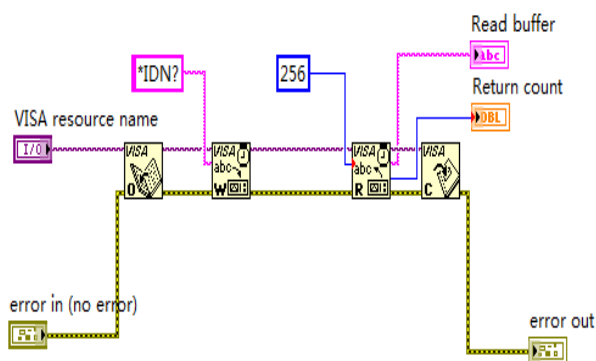 Read buffer
abc
*IDN?
256
Return count
DBL
VISA resource name
I/O
VISA
O
VISA
abc
W
VISA
abc
R
VISA
C
error in (no error)
error out